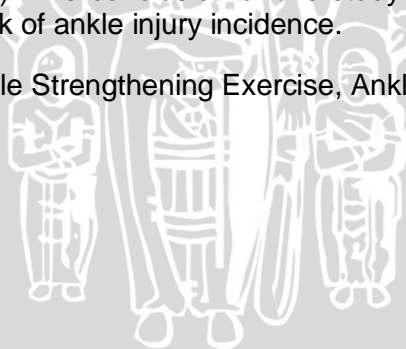 k of ankle injury incidence.
le Strengthening Exercise, Ankl